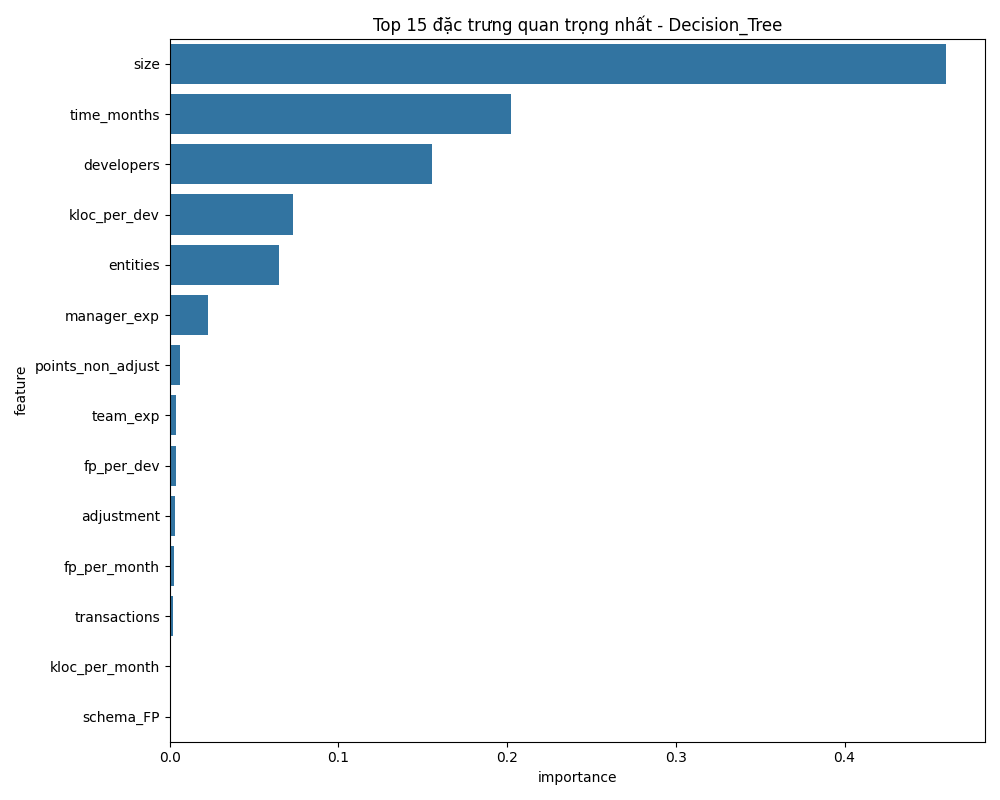 Top 15 đặc trưng quan trọng nhất - Decision_Tree
feature
size
time_months
developers
kloc_per_dev
entities
manager_exp
points_non_adjust
team_exp
fp_per_dev
adjustment
fp_per_month
transactions
kloc_per_month
schema_FP
0.0 0.1 0.2 0.3 0.4
importance